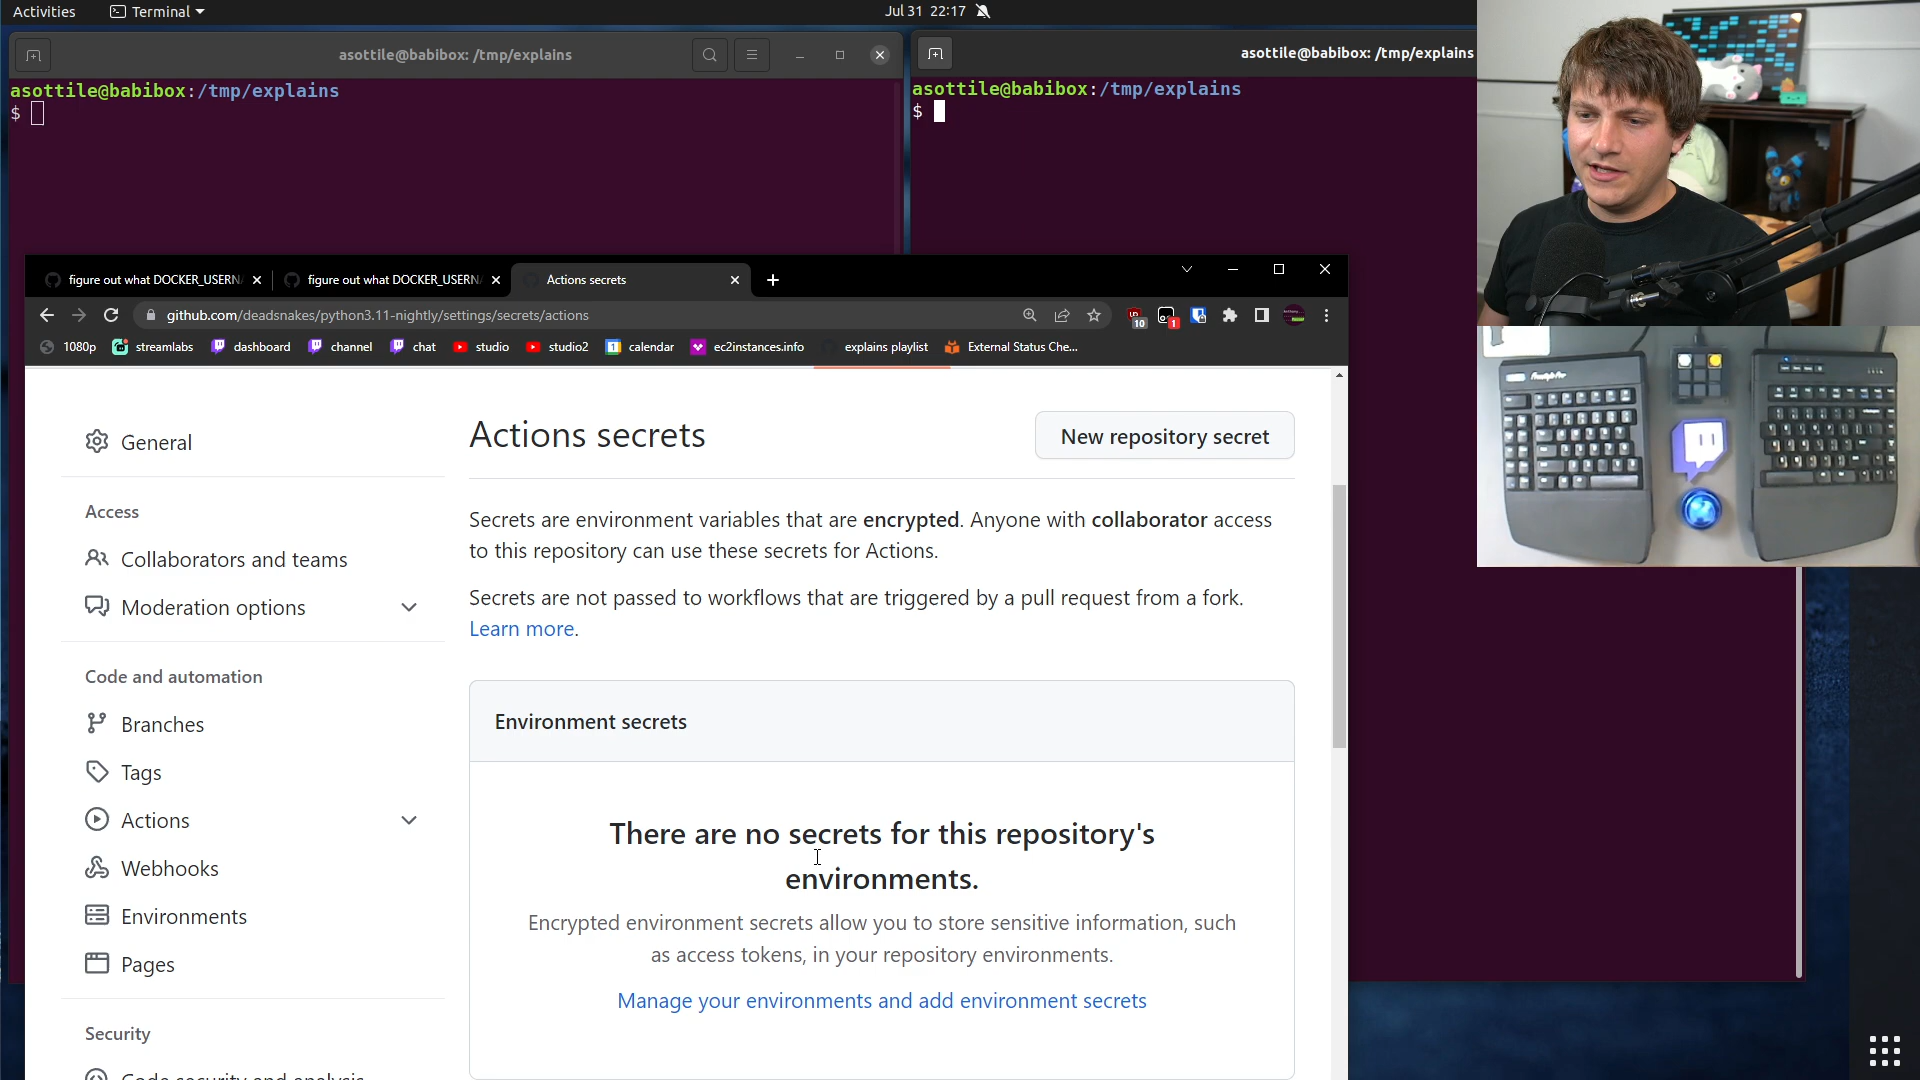 Activities
Terminal
Jul 31 22:17
asottile@babibox: /tmp/explains
asottile@babibox:/tmp/explains
$
asottile@babibox: /tmp/explains
asottile@babibox:/tmp/explains
$
figure out what DOCKER_USERN
figure out what DOCKER_USERN
Actions secrets
github.com/deadsnakes/python3.11-nightly/settings/secrets/actions
10
1
1080p
streamlabs
dashboard
channel
chat
studio
studio2
calendar
ec2instances.info
explains playlist
External Status Che...
General
Access
Collaborators and teams
Moderation options
Code and automation
Branches
Tags
Actions
Webhooks
Environments
Pages
Security
Code security and analysis
Actions secrets
New repository secret
Secrets are environment variables that are encrypted. Anyone with collaborator access
to this repository can use these secrets for Actions.
Secrets are not passed to workflows that are triggered by a pull request from a fork.
Learn more.
Environment secrets
There are no secrets for this repository's
environments.
Encrypted environment secrets allow you to store sensitive information, such
as access tokens, in your repository environments.
Manage your environments and add environment secrets